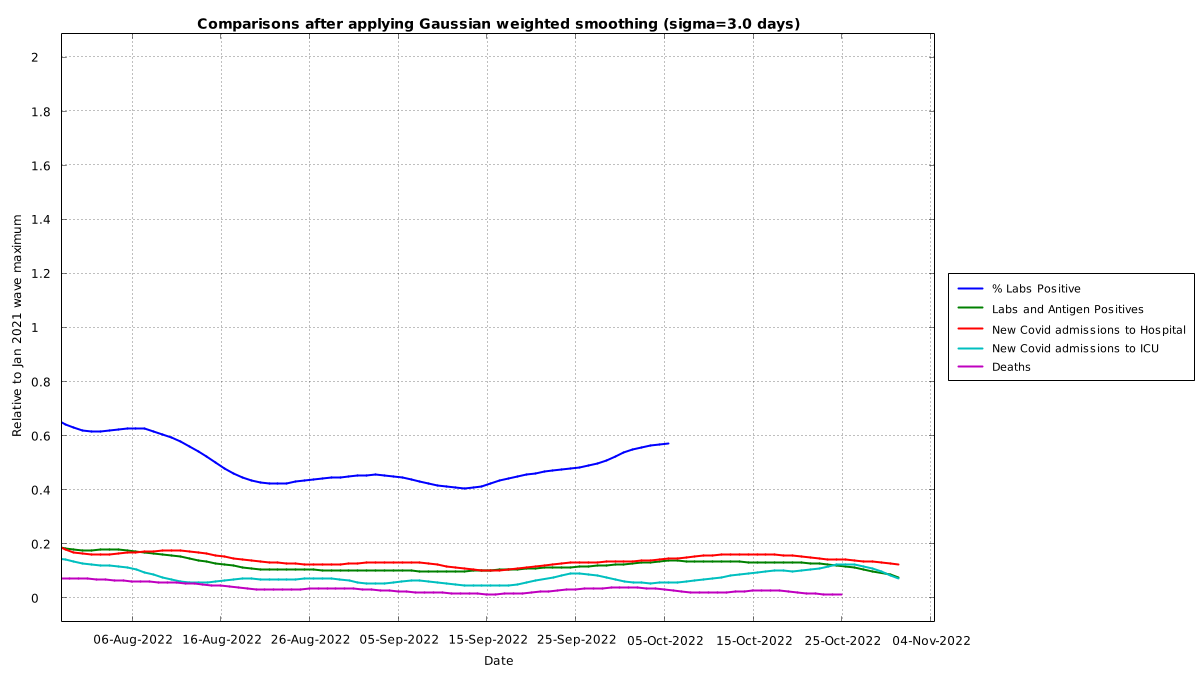 Comparisons after applying Gaussian weighted smoothing (sigma=3.0 days)
Relative to Jan 2021 wave maximum
2
1.8
1.6
1.4
1.2
1
0.8
0.6
0.4
0.2
0
06-Aug-2022 16-Aug-2022 26-Aug-2022 05-Sep-2022 15-Sep-2022 25-Sep-2022 05-Oct-2022 15-Oct-2022 25-Oct-2022 04-Nov-2022
Date
% Labs Positive
Labs and Antigen Positives
New Covid admissions to Hospital
New Covid admissions to ICU
Deaths